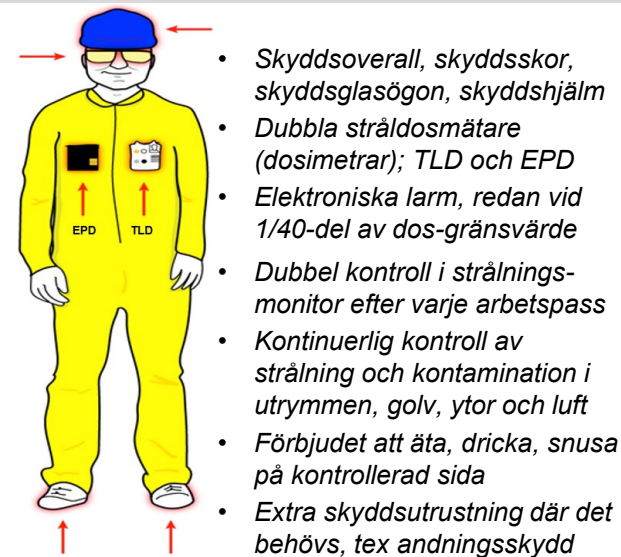 • Skyddsoverall, skyddsskor,
skyddsglasögon, skyddshjälm
• Dubbla stråldosmätare
(dosimetrar); TLD och EPD
• Elektroniska larm, redan vid
1/40-del av dos-gränsvärde
• Dubbel kontroll i strålnings-
monitor efter varje arbetspass
• Kontinuerlig kontroll av
strålning och kontamination i
utrymmen, golv, ytor och luft
• Förbjudet att äta, dricka, snusa
på kontrollerad sida
• Extra skyddsutrustning där det
behövs, tex andningsskydd
EPD
TLD